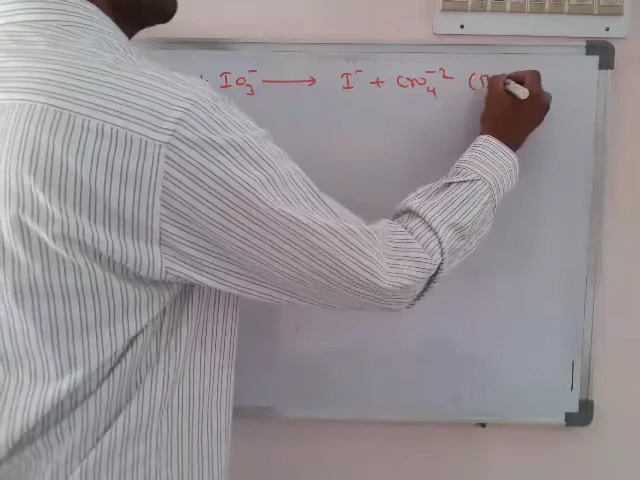 + IO₃⁻ ⟶ I⁻ + CrO₄⁻² (